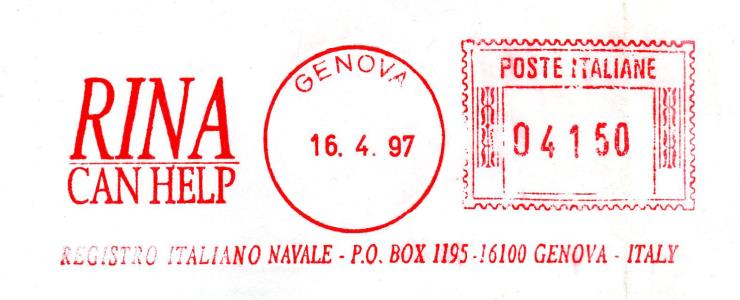 RINA
CAN HELP
GENOVA
16. 4. 97
POSTE ITALIANE
04150
REGISTRO ITALIANO NAVALE - P.O. BOX 1195 - 16100 GENOVA - ITALY